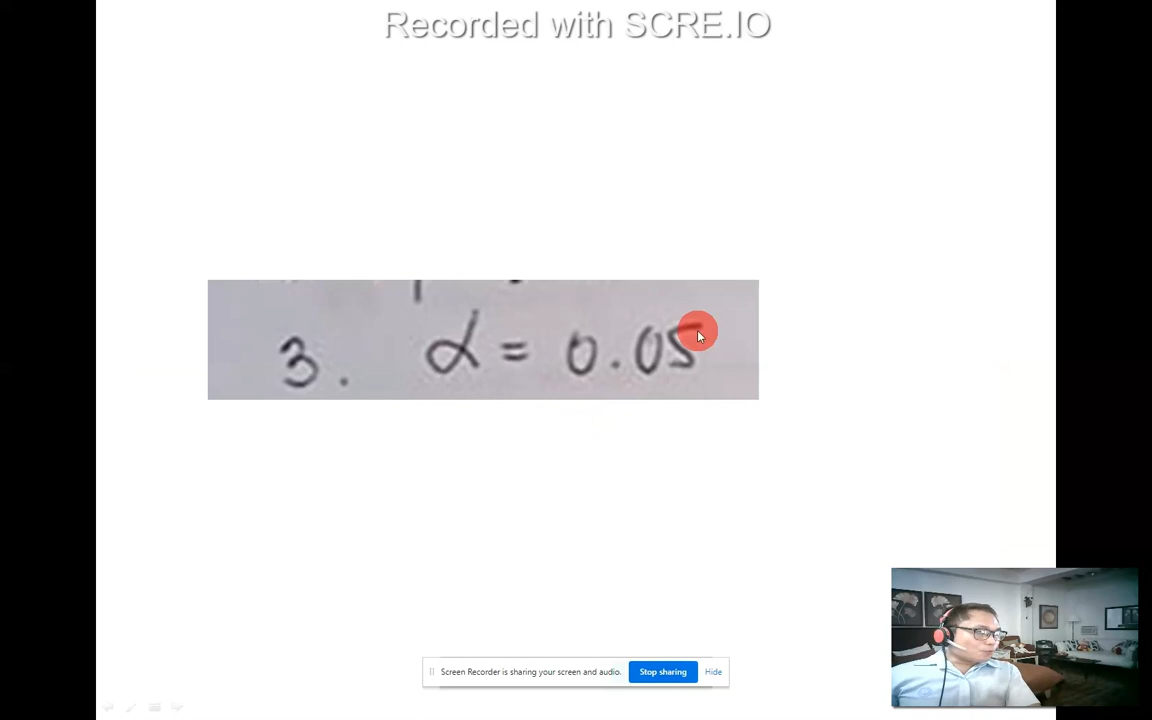 Recorded with SCRE.IO
3. α = 0.05
Screen Recorder is sharing your screen and audio.
Stop sharing
Hide